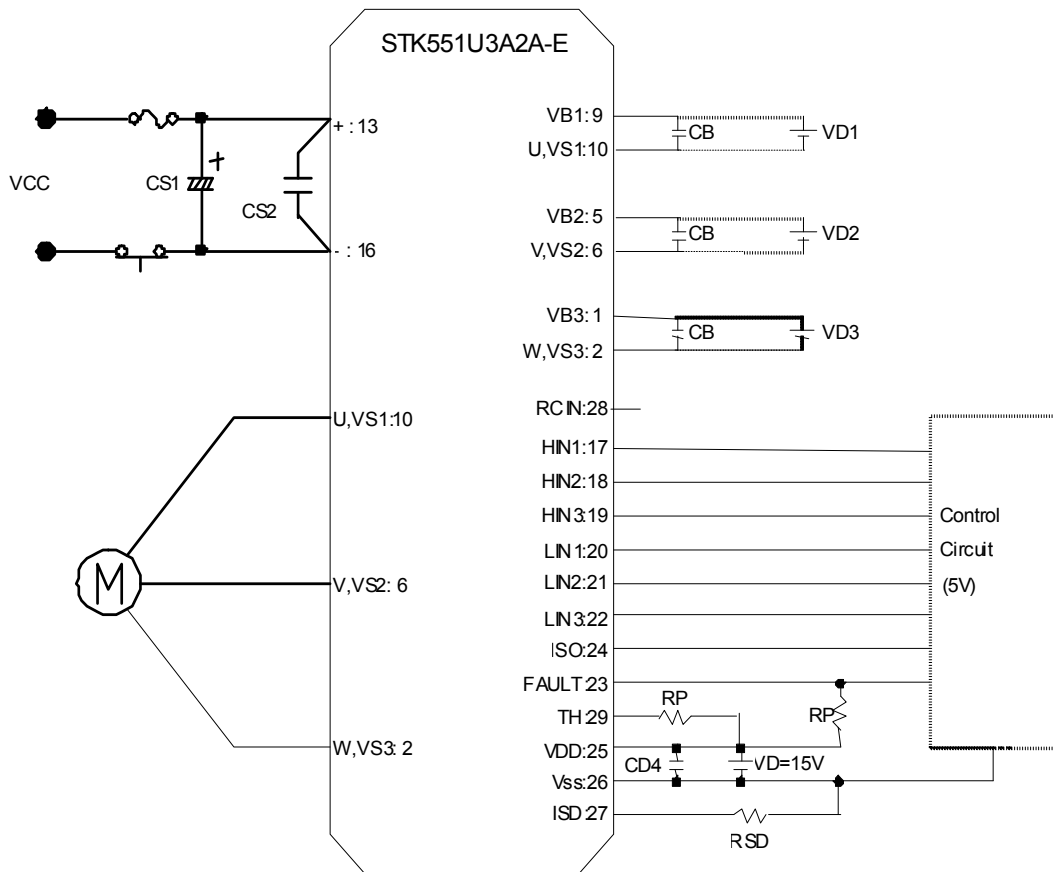 STK551U3A2A-E
VCC
CS1
+
CS2
+ : 13
- : 16
U,VS1:10
V,VS2: 6
W,VS3: 2
M
VB1: 9
U,VS1:10
CB
VD1
VB2: 5
V,VS2: 6
CB
VD2
VB3: 1
W,VS3: 2
CB
VD3
RCIN:28
HIN1:17
HIN2:18
HIN3:19
LIN1:20
LIN2:21
LIN3:22
ISO:24
FAULT:23
TH:29
VDD:25
Vss:26
ISD:27
Control
Circuit
(5V)
RP
RP
CD4
VD=15V
RSD